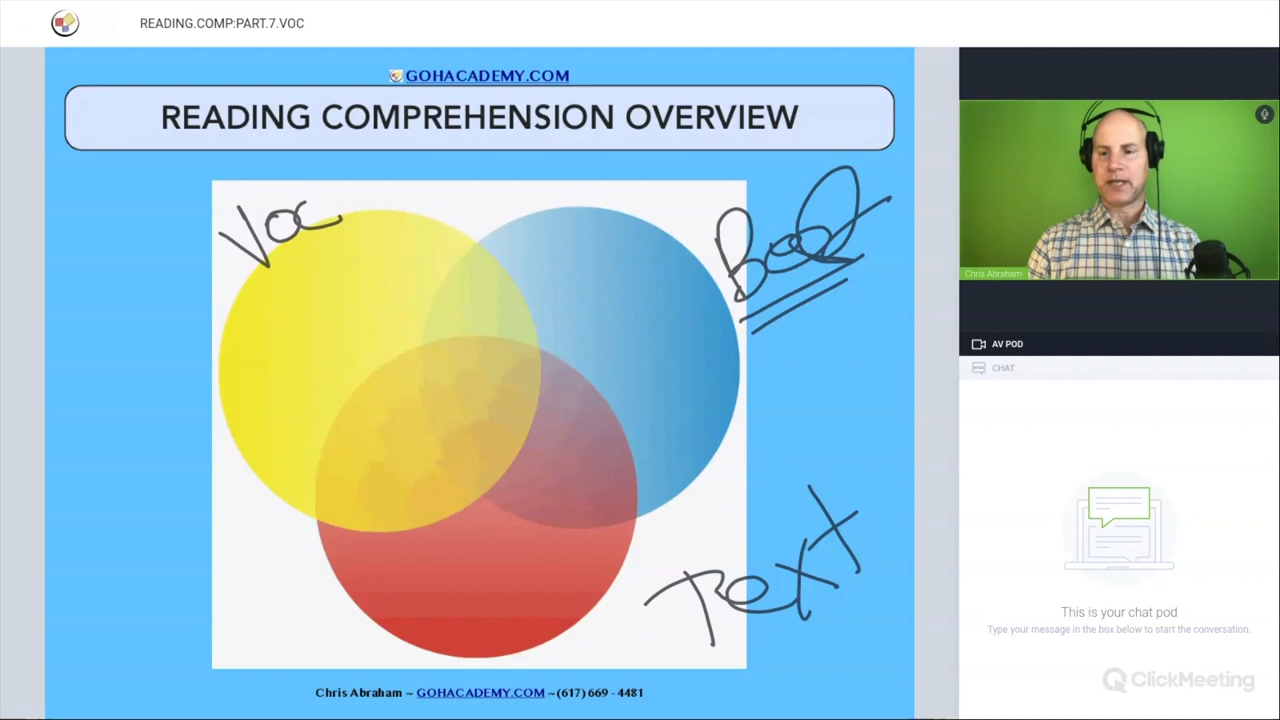 READING.COMP:PART.7.VOC
GOHACADEMY.COM
READING COMPREHENSION OVERVIEW
Voc
Text
Chris Abraham ~ GOHACADEMY.COM ~(617) 669 - 4481
Chris Abraham
AV POD
CHAT
This is your chat pod
Type your message in the box below to start the conversation.
ClickMeeting